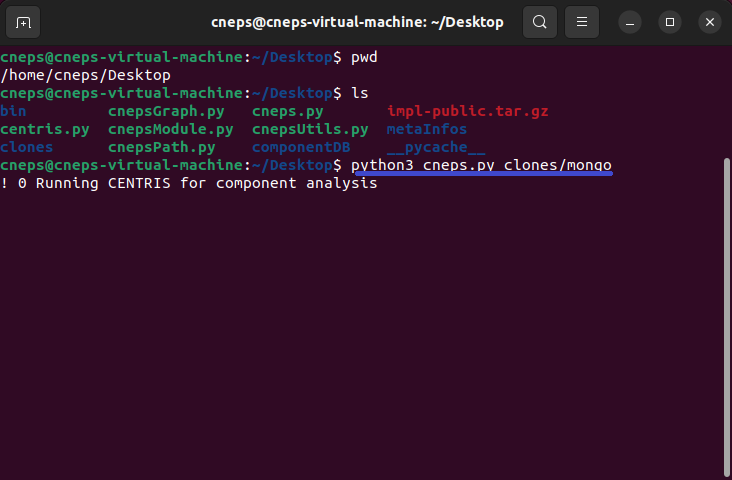 cneps@cneps-virtual-machine: ~/Desktop
cneps@cneps-virtual-machine:~/Desktop$ pwd
/home/cneps/Desktop
cneps@cneps-virtual-machine:~/Desktop$ ls
bin cnepsGraph.py cneps.py impl-public.tar.gz
centris.py cnepsModule.py cnepsUtils.py metaInfos
clones cnepsPath.py componentDB __pycache__
cneps@cneps-virtual-machine:~/Desktop$ python3 cneps.py clones/mongo
! 0 Running CENTRIS for component analysis